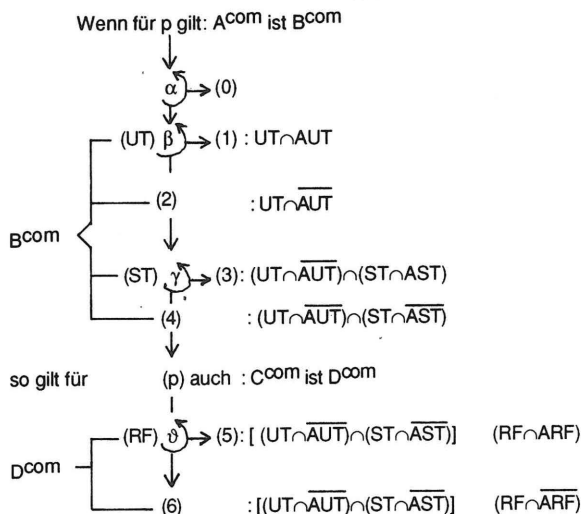 Wenn für p gilt: A^com ist B^com
α → (0)
(UT) β → (1) : UT∩AUT
(2) : UT∩A̅U̅T̅
B^com
(ST) γ → (3): (UT∩A̅U̅T̅)∩(ST∩AST)
(4) : (UT∩A̅U̅T̅)∩(ST∩A̅S̅T̅)
so gilt für (p) auch : C^com ist D^com
(RF) ϑ → (5): [ (UT∩A̅U̅T̅)∩(ST∩A̅S̅T̅)] (RF∩ARF)
D^com
(6) : [(UT∩A̅U̅T̅)∩(ST∩A̅S̅T̅)] (RF∩A̅R̅F̅)